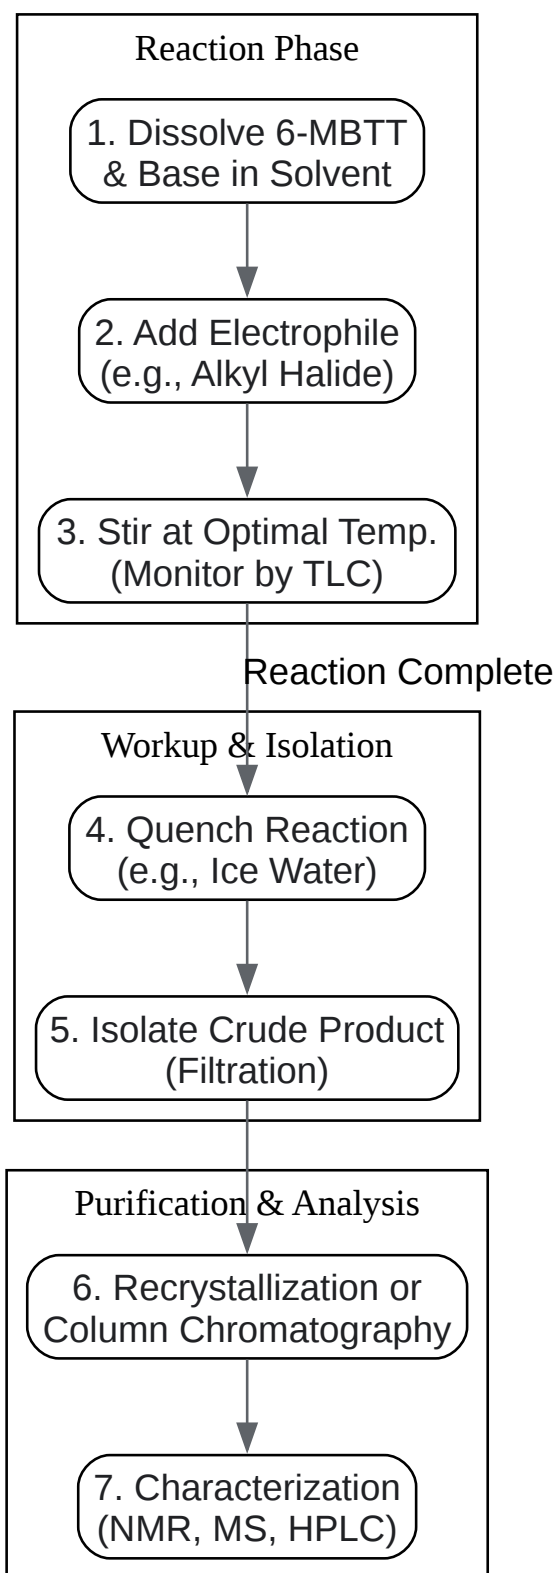 Reaction Phase
1. Dissolve 6-MBTT
& Base in Solvent
2. Add Electrophile
(e.g., Alkyl Halide)
3. Stir at Optimal Temp.
(Monitor by TLC)
Reaction Complete
Workup & Isolation
4. Quench Reaction
(e.g., Ice Water)
5. Isolate Crude Product
(Filtration)
Purification & Analysis
6. Recrystallization or
Column Chromatography
7. Characterization
(NMR, MS, HPLC)